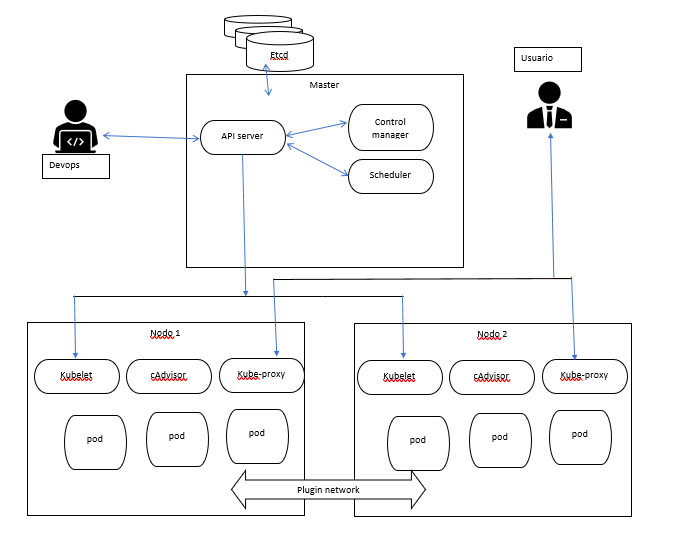 Etcd
Usuario
Master
Control
manager
API server
</>
Devops
Scheduler
Nodo 1
Nodo 2
Kubelet
cAdvisor
Kube-proxy
Kubelet
cAdvisor
Kube-proxy
pod
pod
pod
pod
pod
pod
Plugin network